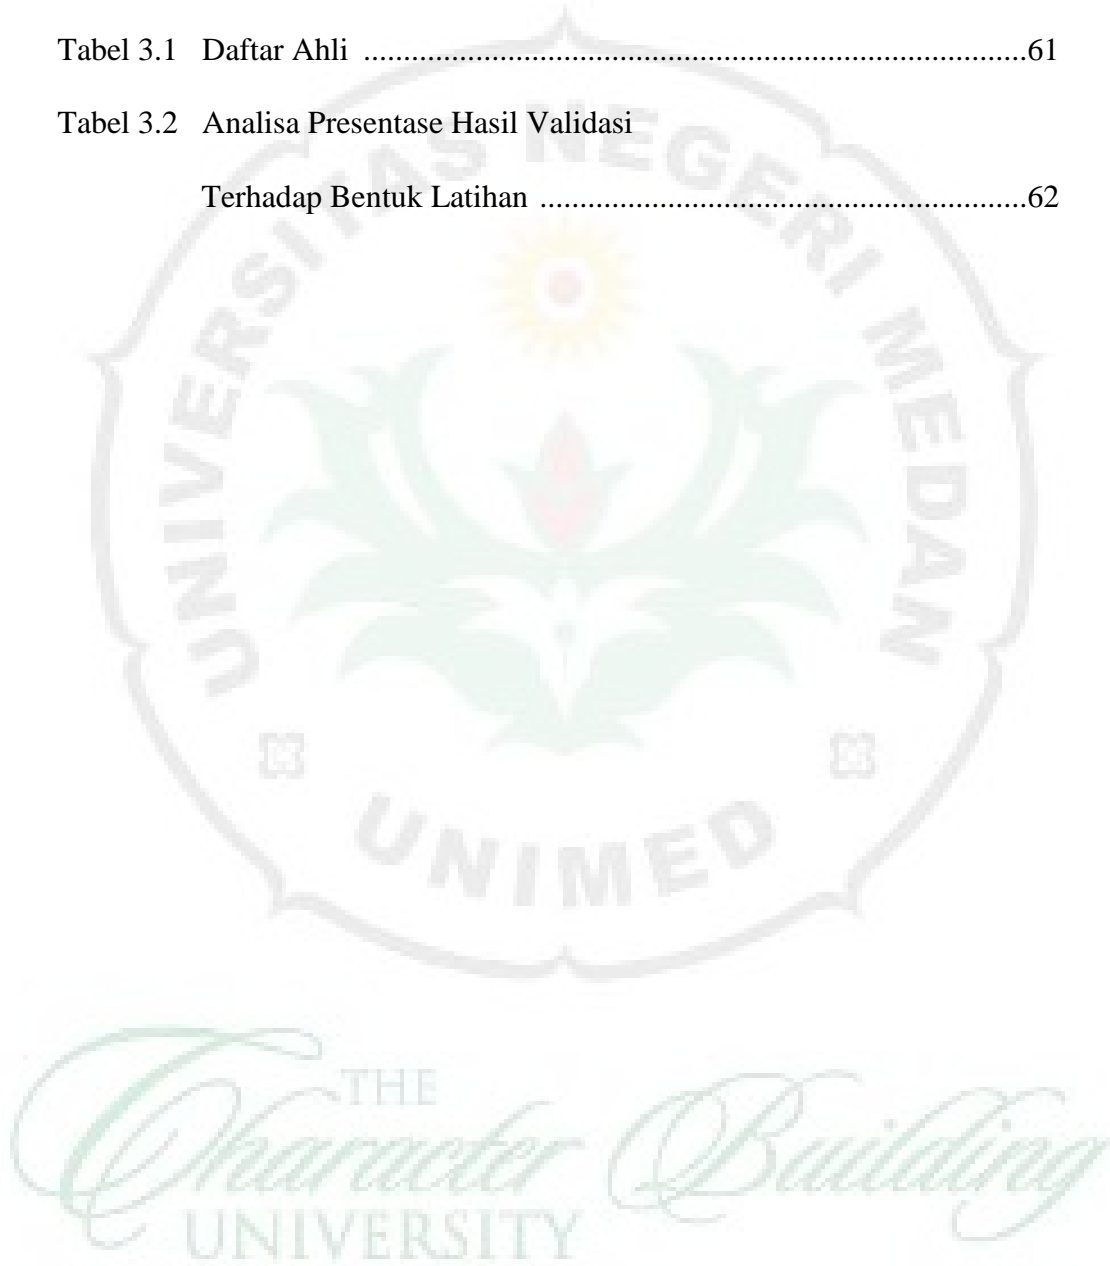 Tabel 3.1 Daftar Ahli ....................................................................................61
Tabel 3.2 Analisa Presentase Hasil Validasi
Terhadap Bentuk Latihan .............................................................62
UNIVERSITAS NEGERI MEDAN
UNIMED
THE
Character Building
UNIVERSITY